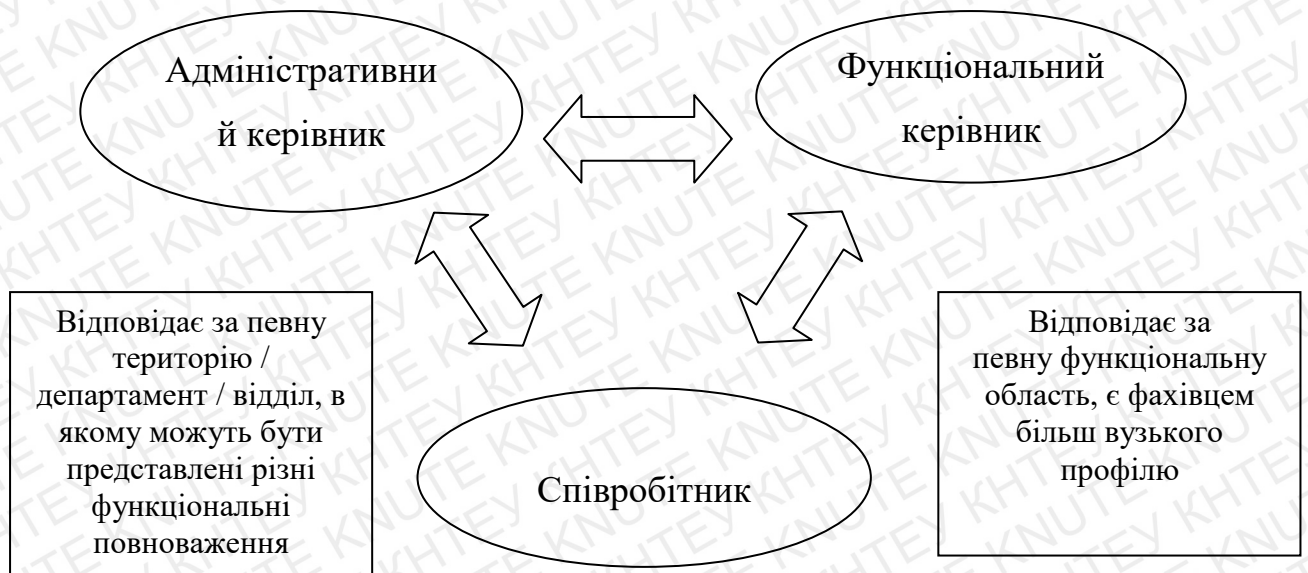 Адміністративни
й керівник
Функціональний
керівник
Відповідає за певну
територію /
департамент / відділ, в
якому можуть бути
представлені різні
функціональні
повноваження
Співробітник
Відповідає за
певну функціональну
область, є фахівцем
більш вузького
профілю